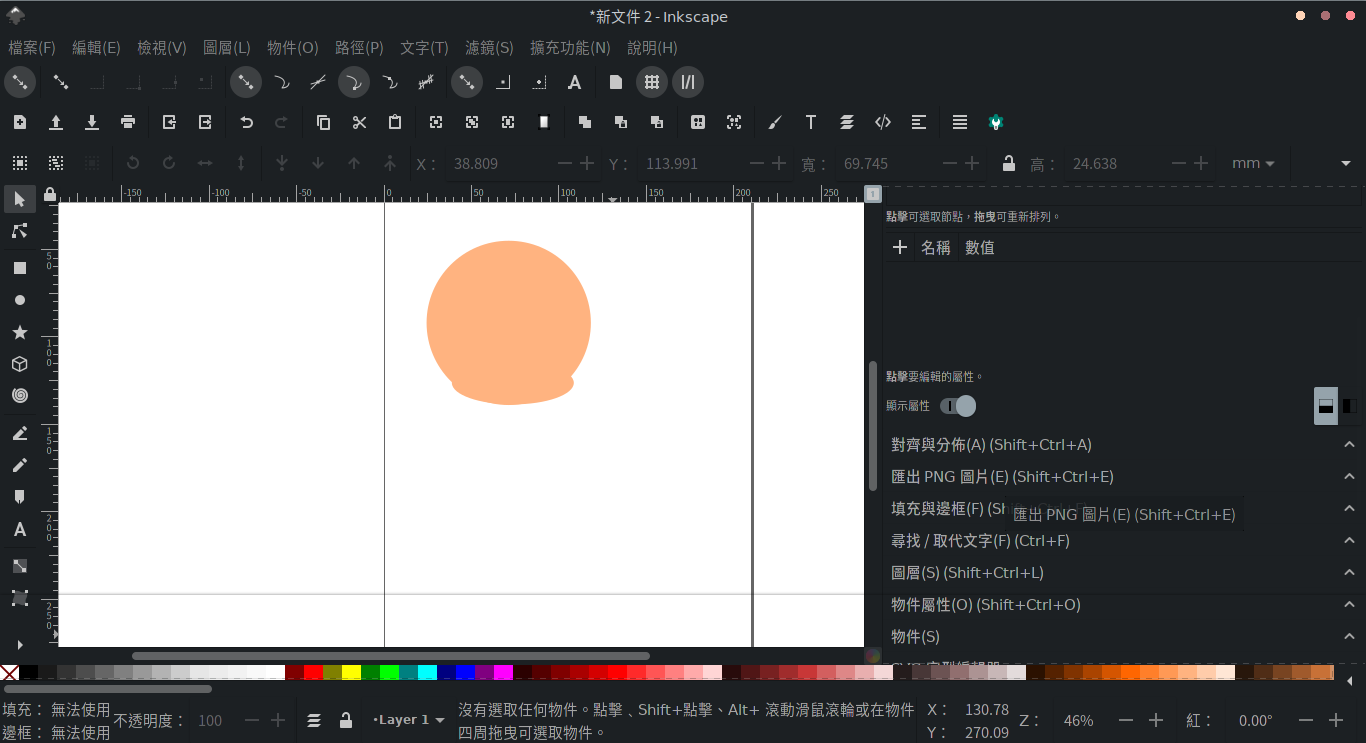 *新文件 2 - Inkscape
檔案(F) 編輯(E) 檢視(V) 圖層(L) 物件(O) 路徑(P) 文字(T) 濾鏡(S) 擴充功能(N) 說明(H)
X： 38.809 Y： 113.991 寬： 69.745 高： 24.638 mm
-150 -100 -50 0 50 100 150 200 250
1
點擊可選取節點，拖曳可重新排列。
名稱 數值
50
100
150
200
250
點擊要編輯的屬性。
顯示屬性
對齊與分佈(A) (Shift+Ctrl+A)
匯出 PNG 圖片(E) (Shift+Ctrl+E)
填充與邊框(F) (Sh
匯出 PNG 圖片(E) (Shift+Ctrl+E)
尋找 / 取代文字(F) (Ctrl+F)
圖層(S) (Shift+Ctrl+L)
物件屬性(O) (Shift+Ctrl+O)
物件(S)
填充： 無法使用
邊框： 無法使用
不透明度： 100
•Layer 1
沒有選取任何物件。點擊﹑Shift+點擊、Alt+ 滾動滑鼠滾輪或在物件
四周拖曳可選取物件。
X： 130.78
Y： 270.09
Z： 46%
紅： 0.00°